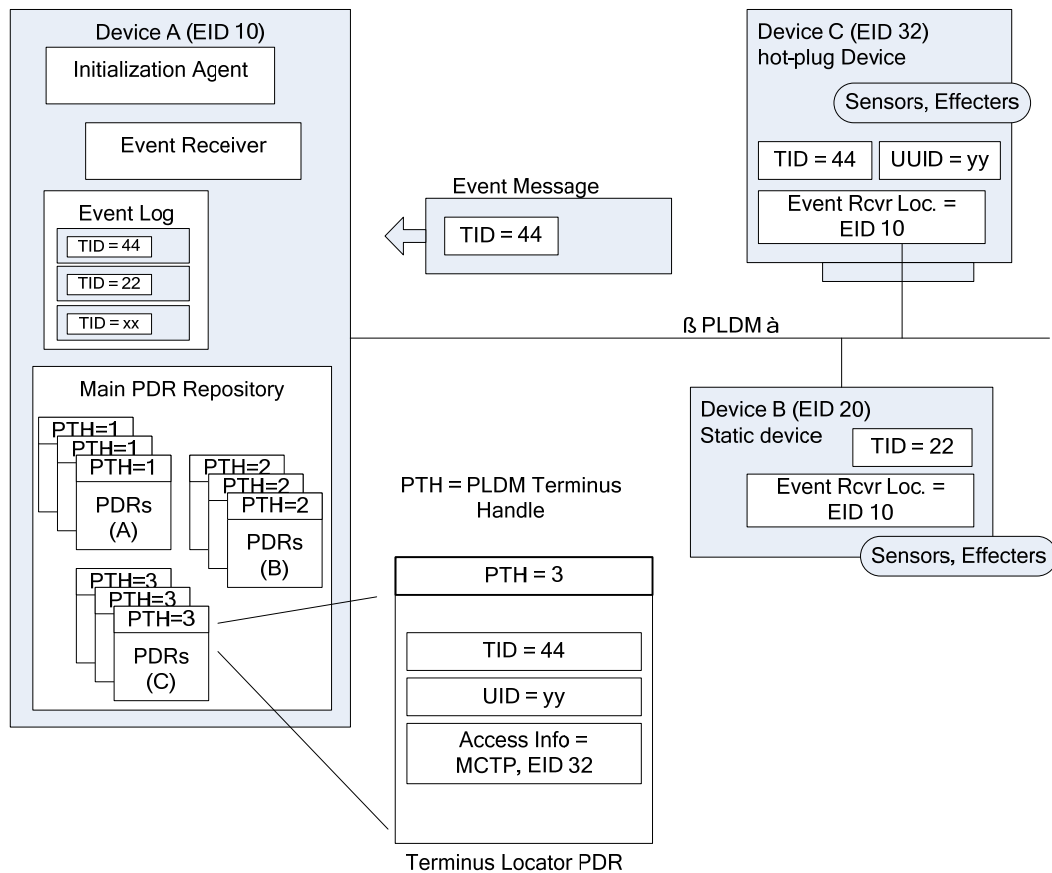 Device A (EID 10)
Initialization Agent
Event Receiver
Event Log
TID = 44
TID = 22
TID = xx
Main PDR Repository
PTH=1
PTH=1
PTH=1
PDRs
(A)
PTH=2
PTH=2
PTH=2
PDRs
(B)
PTH=3
PTH=3
PTH=3
PDRs
(C)
Event Message
TID = 44
Device C (EID 32)
hot-plug Device
Sensors, Effecters
TID = 44
UUID = yy
Event Rcvr Loc. =
EID 10
ß PLDM à
Device B (EID 20)
Static device
TID = 22
Event Rcvr Loc. =
EID 10
Sensors, Effecters
PTH = PLDM Terminus
Handle
PTH = 3
TID = 44
UID = yy
Access Info =
MCTP, EID 32
Terminus Locator PDR